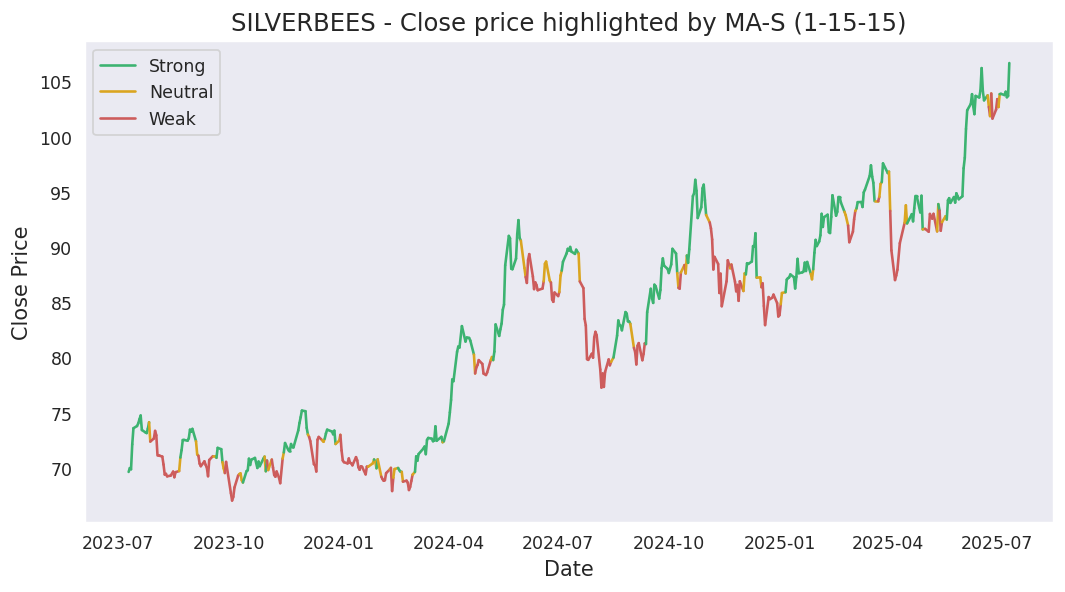 SILVERBEES - Close price highlighted by MA-S (1-15-15)
Strong
Neutral
Weak
105
100
95
90
85
80
75
70
Close Price
2023-07
2023-10
2024-01
2024-04
2024-07
2024-10
2025-01
2025-04
2025-07
Date